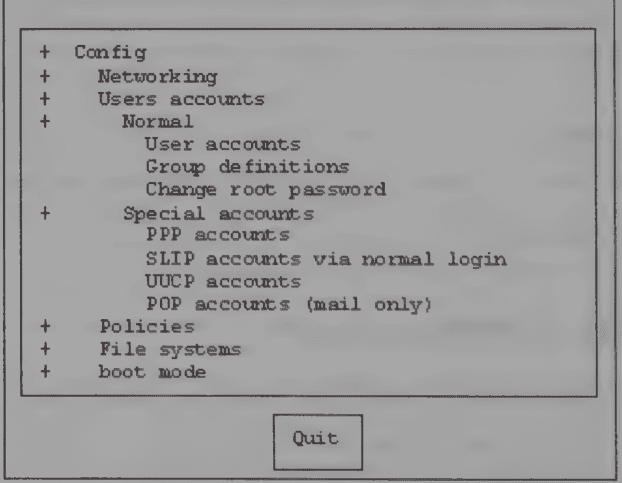 + Config
+ Networking
+ Users accounts
+ Normal
User accounts
Group definitions
Change root password
+ Special accounts
PPP accounts
SLIP accounts via normal login
UUCP accounts
POP accounts (mail only)
+ Policies
+ File systems
+ boot mode
Quit